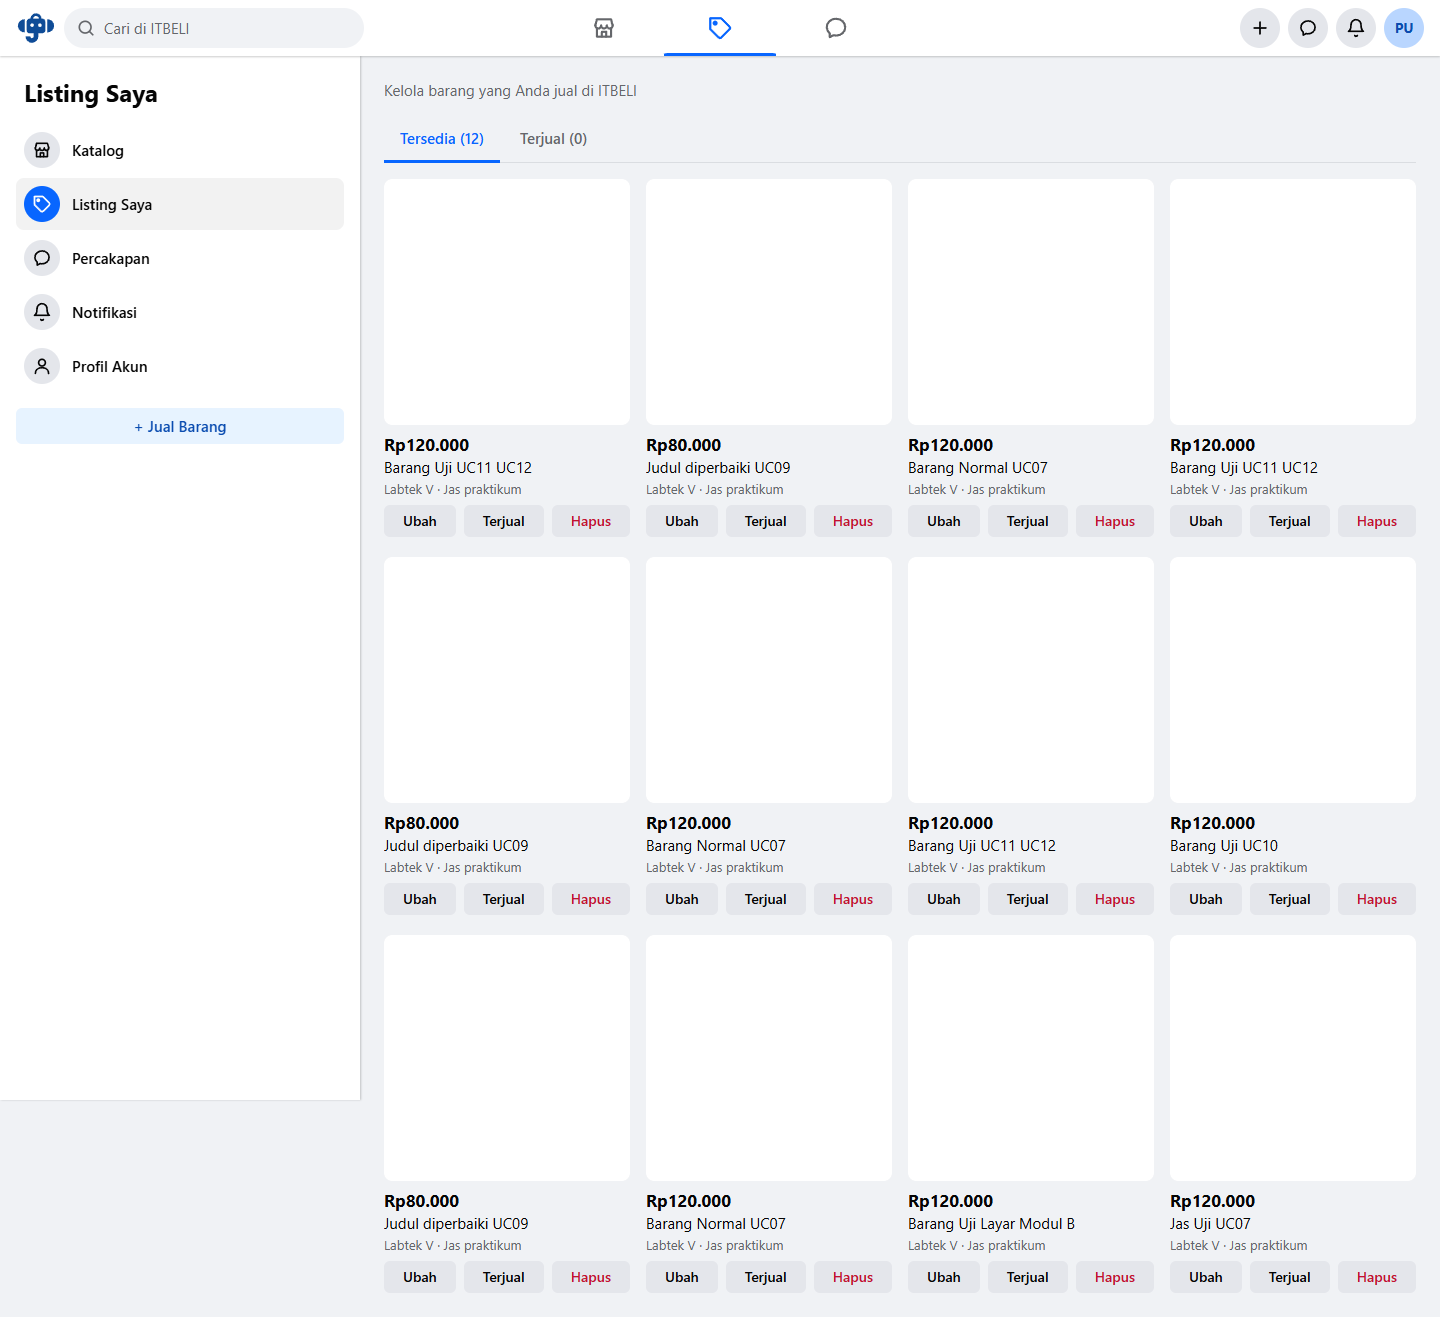 Cari di ITBELI
PU
Listing Saya
Katalog
Listing Saya
Percakapan
Notifikasi
Profil Akun
+ Jual Barang
Kelola barang yang Anda jual di ITBELI
Tersedia (12) Terjual (0)
Rp120.000 Rp80.000 Rp120.000 Rp120.000
Barang Uji UC11 UC12 Judul diperbaiki UC09 Barang Normal UC07 Barang Uji UC11 UC12
Labtek V · Jas praktikum Labtek V · Jas praktikum Labtek V · Jas praktikum Labtek V · Jas praktikum
Ubah Terjual Hapus Ubah Terjual Hapus Ubah Terjual Hapus Ubah Terjual Hapus
Rp80.000 Rp120.000 Rp120.000 Rp120.000
Judul diperbaiki UC09 Barang Normal UC07 Barang Uji UC11 UC12 Barang Uji UC10
Labtek V · Jas praktikum Labtek V · Jas praktikum Labtek V · Jas praktikum Labtek V · Jas praktikum
Ubah Terjual Hapus Ubah Terjual Hapus Ubah Terjual Hapus Ubah Terjual Hapus
Rp80.000 Rp120.000 Rp120.000 Rp120.000
Judul diperbaiki UC09 Barang Normal UC07 Barang Uji Layar Modul B Jas Uji UC07
Labtek V · Jas praktikum Labtek V · Jas praktikum Labtek V · Jas praktikum Labtek V · Jas praktikum
Ubah Terjual Hapus Ubah Terjual Hapus Ubah Terjual Hapus Ubah Terjual Hapus